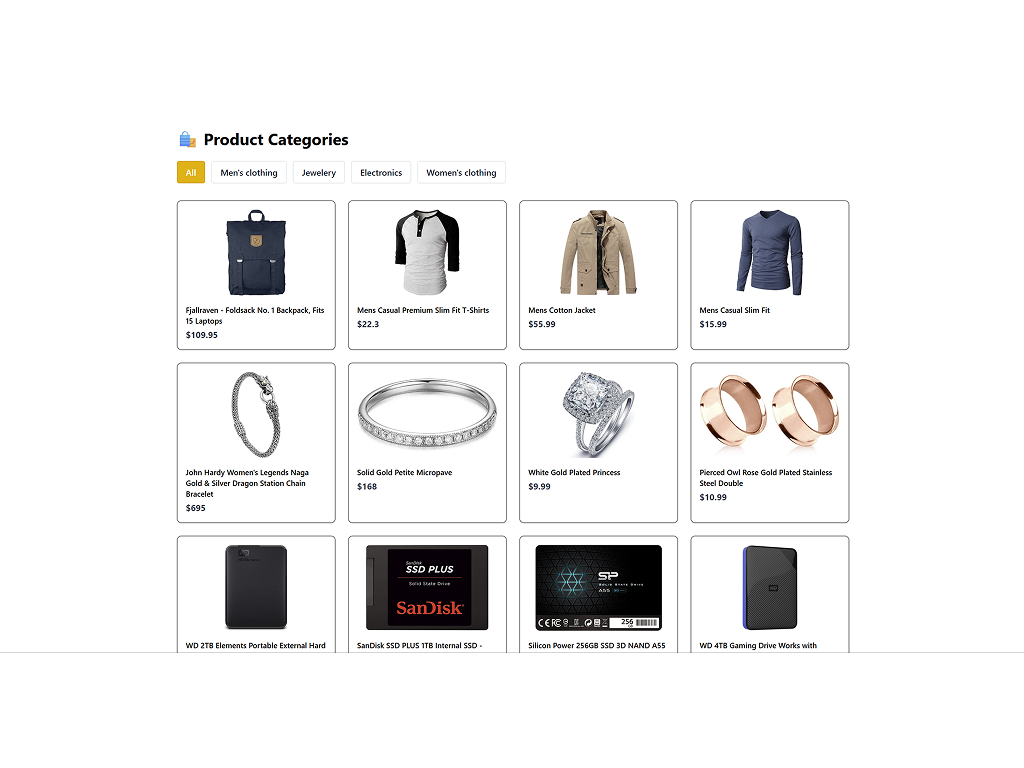 Product Categories
All
Men's clothing
Jewelery
Electronics
Women's clothing
Fjallraven - Foldsack No. 1 Backpack, Fits
15 Laptops
$109.95
Mens Casual Premium Slim Fit T-Shirts
$22.3
Mens Cotton Jacket
$55.99
Mens Casual Slim Fit
$15.99
John Hardy Women's Legends Naga
Gold & Silver Dragon Station Chain
Bracelet
$695
Solid Gold Petite Micropave
$168
White Gold Plated Princess
$9.99
Pierced Owl Rose Gold Plated Stainless
Steel Double
$10.99
SanDisk
SSD PLUS
Solid State Drive
SanDisk
SP
SOLID STATE DRIVE
A55
256
WD
WD 2TB Elements Portable External Hard
SanDisk SSD PLUS 1TB Internal SSD -
Silicon Power 256GB SSD 3D NAND A55
WD 4TB Gaming Drive Works with